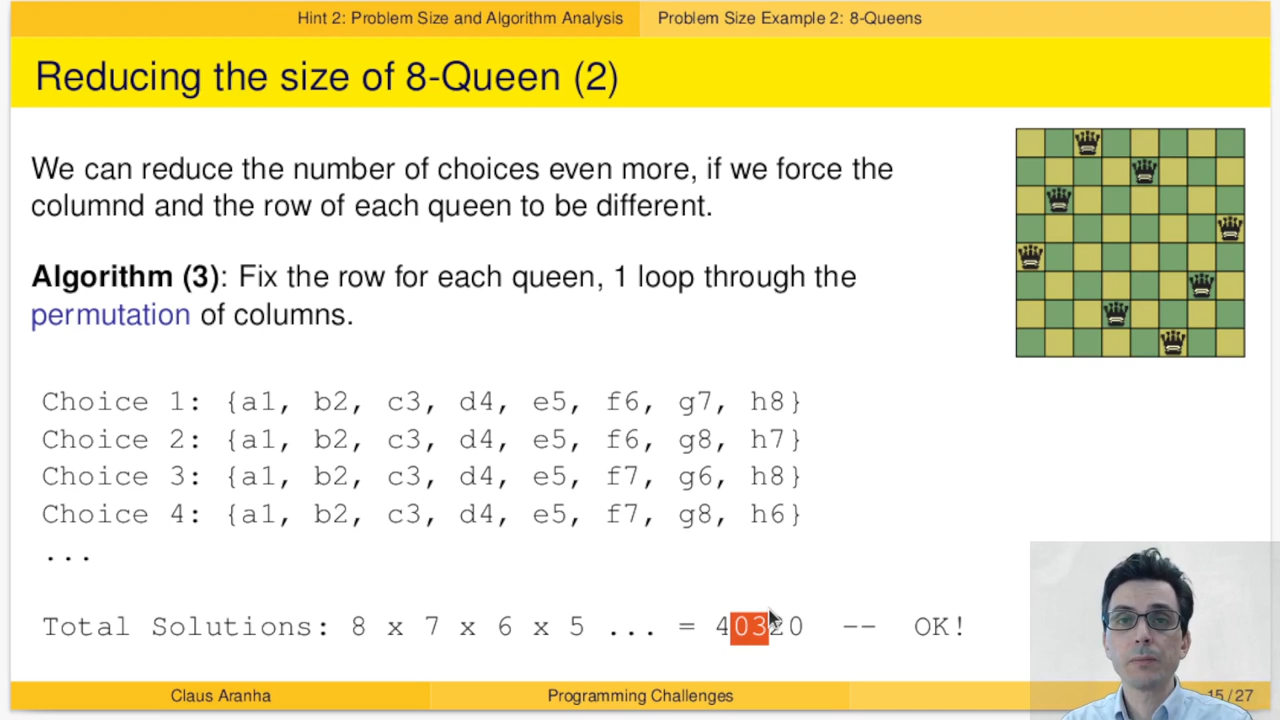 Hint 2: Problem Size and Algorithm Analysis Problem Size Example 2: 8-Queens
Reducing the size of 8-Queen (2)
We can reduce the number of choices even more, if we force the
columnd and the row of each queen to be different.
Algorithm (3): Fix the row for each queen, 1 loop through the
permutation of columns.
Choice 1: {a1, b2, c3, d4, e5, f6, g7, h8}
Choice 2: {a1, b2, c3, d4, e5, f6, g8, h7}
Choice 3: {a1, b2, c3, d4, e5, f7, g6, h8}
Choice 4: {a1, b2, c3, d4, e5, f7, g8, h6}
...
Total Solutions: 8 x 7 x 6 x 5 ... = 40320 -- OK!
Claus Aranha Programming Challenges 15 / 27